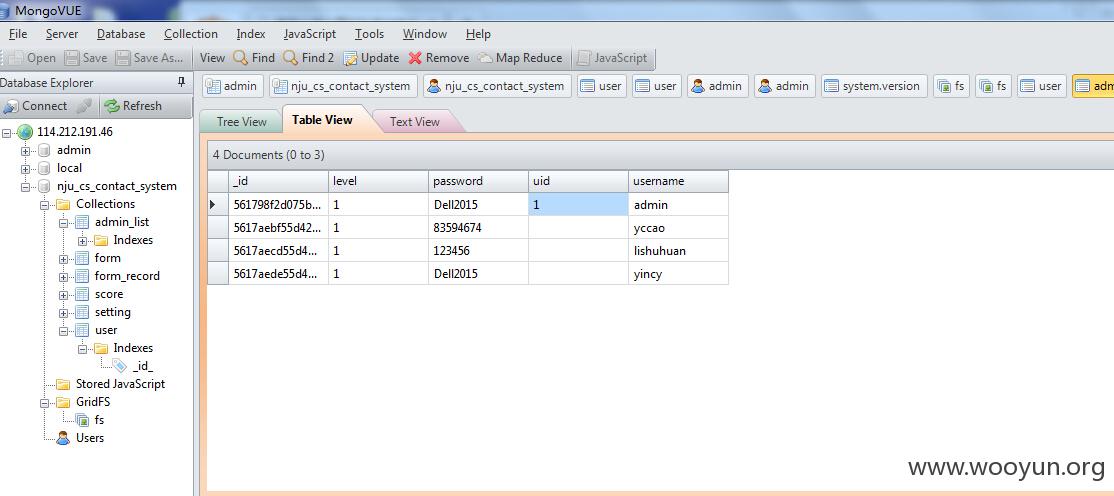 MongoVUE
File Server Database Collection Index JavaScript Tools Window Help
Open Save Save As... View Find Find 2 Update Remove Map Reduce JavaScript
Database Explorer
admin nju_cs_contact_system nju_cs_contact_system user user admin admin system.version fs fs user adm
Connect Refresh
Tree View Table View Text View
114.212.191.46
admin
local
nju_cs_contact_system
Collections
admin_list
Indexes
form
form_record
score
setting
user
Indexes
_id_
Stored JavaScript
GridFS
fs
Users
4 Documents (0 to 3)
_id level password uid username
561798f2d075b... 1 Dell2015 1 admin
5617aebf55d42... 1 83594674 yccao
5617aecd55d4... 1 123456 lishuhuan
5617aede55d4... 1 Dell2015 yincy
www.wooyun.org